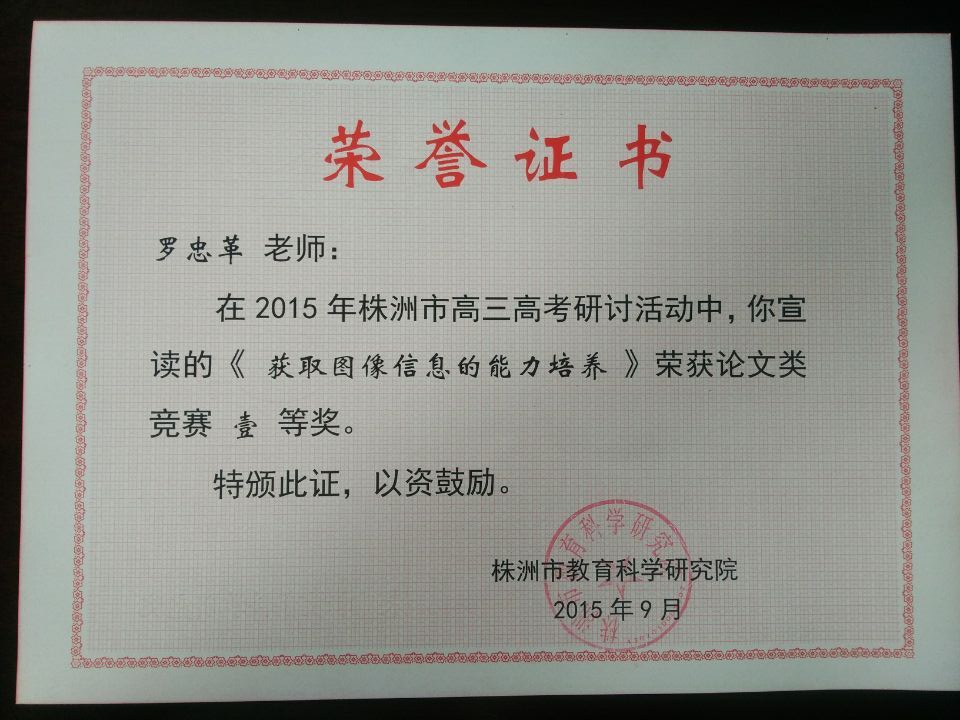 荣誉证书
罗忠革 老师：
在2015年株洲市高三高考研讨活动中，你宣
读的《 获取图像信息的能力培养 》荣获论文类
竞赛 壹 等奖。
特颁此证，以资鼓励。
株洲市教育科学研究院
2015年9月